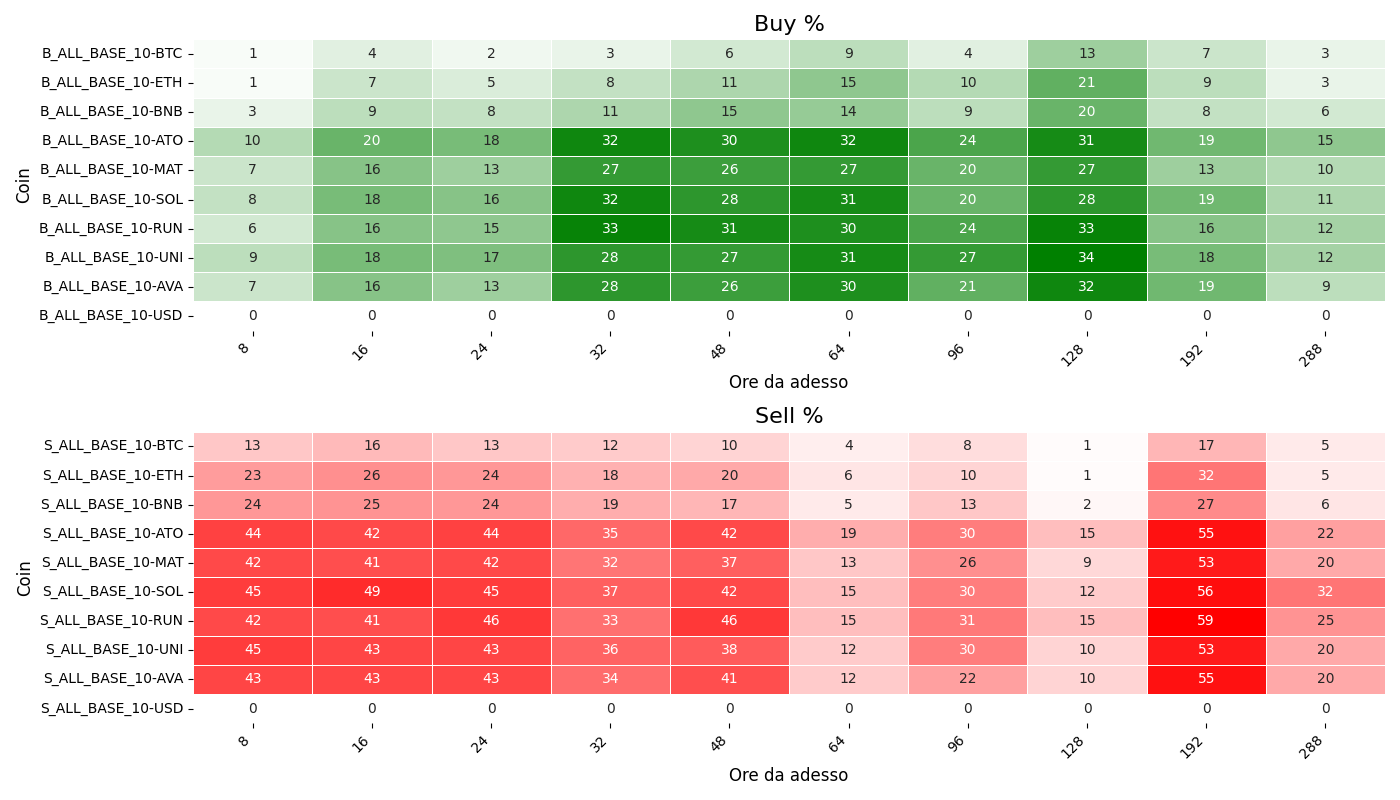 Buy %
Coin
B_ALL_BASE_10-BTC 1 4 2 3 6 9 4 13 7 3
B_ALL_BASE_10-ETH 1 7 5 8 11 15 10 21 9 3
B_ALL_BASE_10-BNB 3 9 8 11 15 14 9 20 8 6
B_ALL_BASE_10-ATO 10 20 18 32 30 32 24 31 19 15
B_ALL_BASE_10-MAT 7 16 13 27 26 27 20 27 13 10
B_ALL_BASE_10-SOL 8 18 16 32 28 31 20 28 19 11
B_ALL_BASE_10-RUN 6 16 15 33 31 30 24 33 16 12
B_ALL_BASE_10-UNI 9 18 17 28 27 31 27 34 18 12
B_ALL_BASE_10-AVA 7 16 13 28 26 30 21 32 19 9
B_ALL_BASE_10-USD 0 0 0 0 0 0 0 0 0 0
8 16 24 32 48 64 96 128 192 288
Ore da adesso
Sell %
Coin
S_ALL_BASE_10-BTC 13 16 13 12 10 4 8 1 17 5
S_ALL_BASE_10-ETH 23 26 24 18 20 6 10 1 32 5
S_ALL_BASE_10-BNB 24 25 24 19 17 5 13 2 27 6
S_ALL_BASE_10-ATO 44 42 44 35 42 19 30 15 55 22
S_ALL_BASE_10-MAT 42 41 42 32 37 13 26 9 53 20
S_ALL_BASE_10-SOL 45 49 45 37 42 15 30 12 56 32
S_ALL_BASE_10-RUN 42 41 46 33 46 15 31 15 59 25
S_ALL_BASE_10-UNI 45 43 43 36 38 12 30 10 53 20
S_ALL_BASE_10-AVA 43 43 43 34 41 12 22 10 55 20
S_ALL_BASE_10-USD 0 0 0 0 0 0 0 0 0 0
8 16 24 32 48 64 96 128 192 288
Ore da adesso